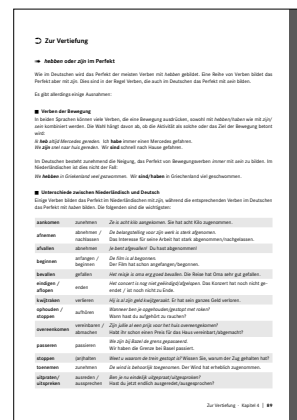 Zur Vertiefung
➔ hebben oder zijn im Perfect
Wie im Deutschen wird das Perfect der meisten Verben mit hebben gebildet. Eine Reihe von Verben bildet das
Perfekt aber mit zijn. Dies sind in der Regel Verben, die auch im Deutschen das Perfekt mit sein bilden.
Es gibt allerdings einige Ausnahmen:
■ Verben der Bewegung
In beiden Sprachen können viele Verben, die eine Bewegung ausdrücken, sowohl mit hebben/haben wie mit zijn/
sein kombiniert werden. Die Wahl hängt davon ab, ob die Aktivität als solche oder das Ziel der Bewegung betont
wird:
Ik heb altijd Mercedes gereden. Ich habe immer einen Mercedes gefahren.
We zijn snel naar huis gereden. Wir sind schnell nach Hause gefahren.
Im Deutschen besteht zunehmend die Neigung, das Perfekt von Bewegungsverben immer mit sein zu bilden. Im
Niederländischen ist dies nicht der Fall:
We hebben in Griekenland veel gezwommen. Wir sind/haben in Griechenland viel geschwommen.
■ Unterschiede zwischen Niederländisch und Deutsch
Einige Verben bilden das Perfekt im Niederländischen mit zijn, während die entsprechenden Verben im Deutschen
das Perfekt mit haben bilden. Die folgenden sind die wichtigsten:
aankomen zunehmen Ze is acht kilo aangekomen. Sie hat acht Kilo zugenommen.
afnemen abnehmen / nachlassen De belangstelling voor zijn werk is sterk afgenomen.
Das Interesse für seine Arbeit hat stark abgenommen/nachgelassen.
afvallen abnehmen Je bent afgevallen! Du hast abgenommen!
beginnen anfangen / beginnen De film is al begonnen.
Der Film hat schon angefangen/begonnen.
bevallen gefallen Het reisje is oma erg goed bevallen. Die Reise hat Oma sehr gut gefallen.
eindigen / aflopen enden Het concert is nog niet geëindigd/afgelopen. Das Konzert hat noch nicht ge-
endet / ist noch nicht zu Ende.
kwijtraken verlieren Hij is al zijn geld kwijtgeraakt. Er hat sein ganzes Geld verloren.
ophouden / stoppen aufhören Wanneer ben je opgehouden/gestopt met roken?
Wann hast du aufgehört zu rauchen?
overeenkomen vereinbaren / abmachen Zijn jullie al een prijs voor het huis overeengekomen?
Habt ihr schon einen Preis für das Haus vereinbart/abgemacht?
passeren passieren We zijn bij Basel de grens gepasseerd.
Wir haben die Grenze bei Basel passiert.
stoppen (an)halten Weet u waarom de trein gestopt is? Wissen Sie, warum der Zug gehalten hat?
toenemen zunehmen De wind is behoorlijk toegenommen. Der Wind hat erheblich zugenommen.
uitpraten/ uitspreken ausreden / aussprechen Ben je nu eindelijk uitgepraat/uitgesproken?
Hast du jetzt endlich ausgeredet/ausgesprochen?
Zur Vertiefung · Kapitel 4 | 89